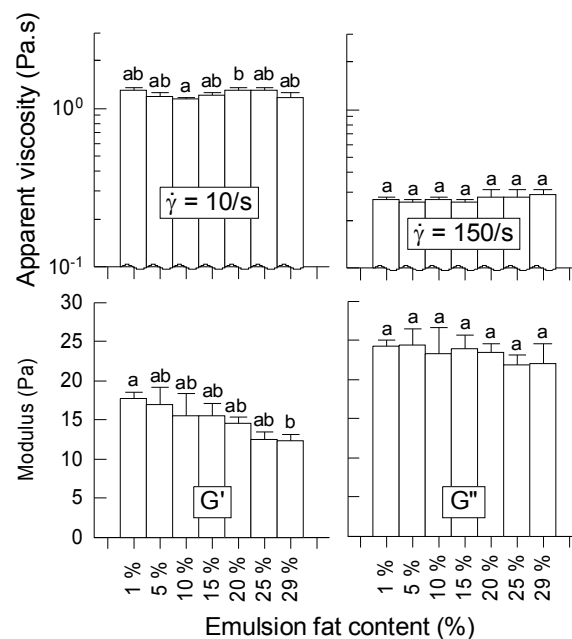 Apparent viscosity (Pa.s)
10⁰
10⁻¹
ab ab a ab b ab ab
γ̇ = 10/s
a a a a a a a
γ̇ = 150/s
Modulus (Pa)
30
25
20
15
10
5
0
a ab ab ab ab ab b
G'
a a a a a a a
G"
1 % 5 % 10 % 15 % 20 % 25 % 29 %
1 % 5 % 10 % 15 % 20 % 25 % 29 %
Emulsion fat content (%)